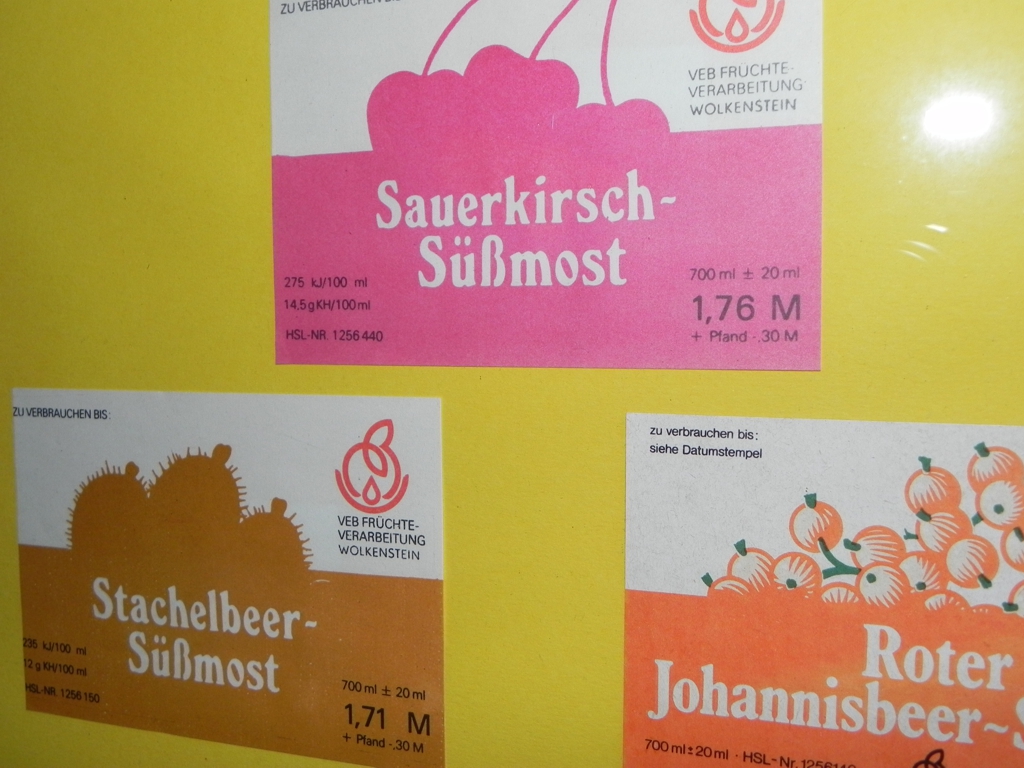 ZU VERBRAUCHEN BIS
VEB FRÜCHTE-
VERARBEITUNG
WOLKENSTEIN
Sauerkirsch-
Süßmost
275 kJ/100 ml
14,5 g KH/100 ml
HSL-NR. 1256 440
700 ml ± 20 ml
1,76 M
+ Pfand -.30 M
ZU VERBRAUCHEN BIS:
VEB FRÜCHTE-
VERARBEITUNG
WOLKENSTEIN
Stachelbeer-
Süßmost
235 kJ/100 ml
12 g KH/100 ml
HSL-NR. 1256 150
700 ml ± 20 ml
1,71 M
+ Pfand -.30 M
zu verbrauchen bis:
siehe Datumstempel
Roter
Johannisbeer-S
700 ml ± 20 ml · HSL-Nr.